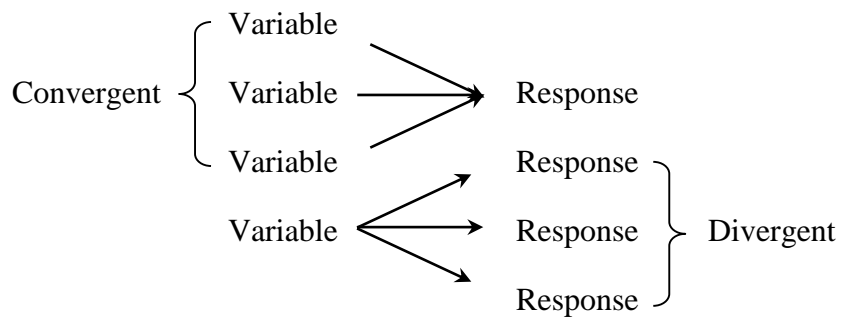 Variable
Convergent Variable Response
Variable Response
Variable Response Divergent
Response